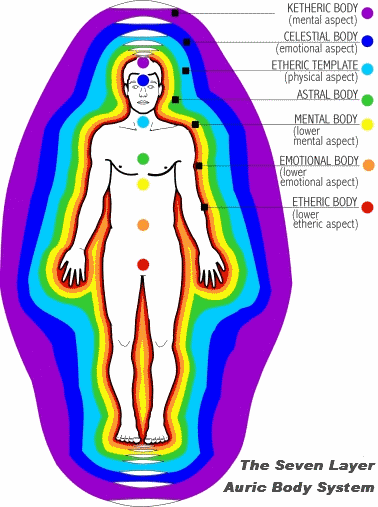 KETHERIC BODY
(mental aspect)
CELESTIAL BODY
(emotional aspect)
ETHERIC TEMPLATE
(physical aspect)
ASTRAL BODY
MENTAL BODY
(lower
mental aspect)
EMOTIONAL BODY
(lower
emotional aspect)
ETHERIC BODY
(lower
etheric aspect)
The Seven Layer
Auric Body System